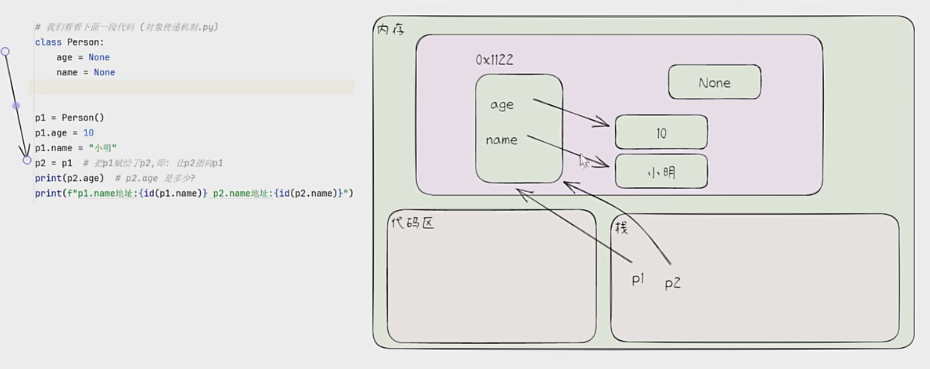 # 我们看看下面一段代码 (对象传递机制.py)
class Person:
    age = None
    name = None
p1 = Person()
p1.age = 10
p1.name = "小明"
p2 = p1  # 把p1赋给了p2,即: 让p2指向p1
print(p2.age)  # p2.age 是多少?
print(f"p1.name地址:{id(p1.name)} p2.name地址:{id(p2.name)}")
内存
0x1122
None
age
10
name
小明
代码区
栈
p1
p2